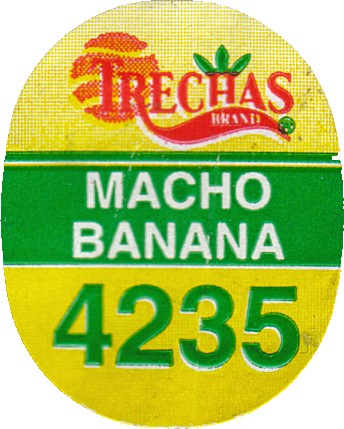 TRECHAS
BRAND
MACHO
BANANA
4235